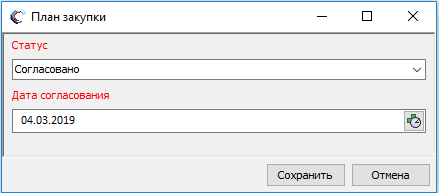 План закупки
Статус
Согласовано
Дата согласования
04.03.2019
Сохранить
Отмена